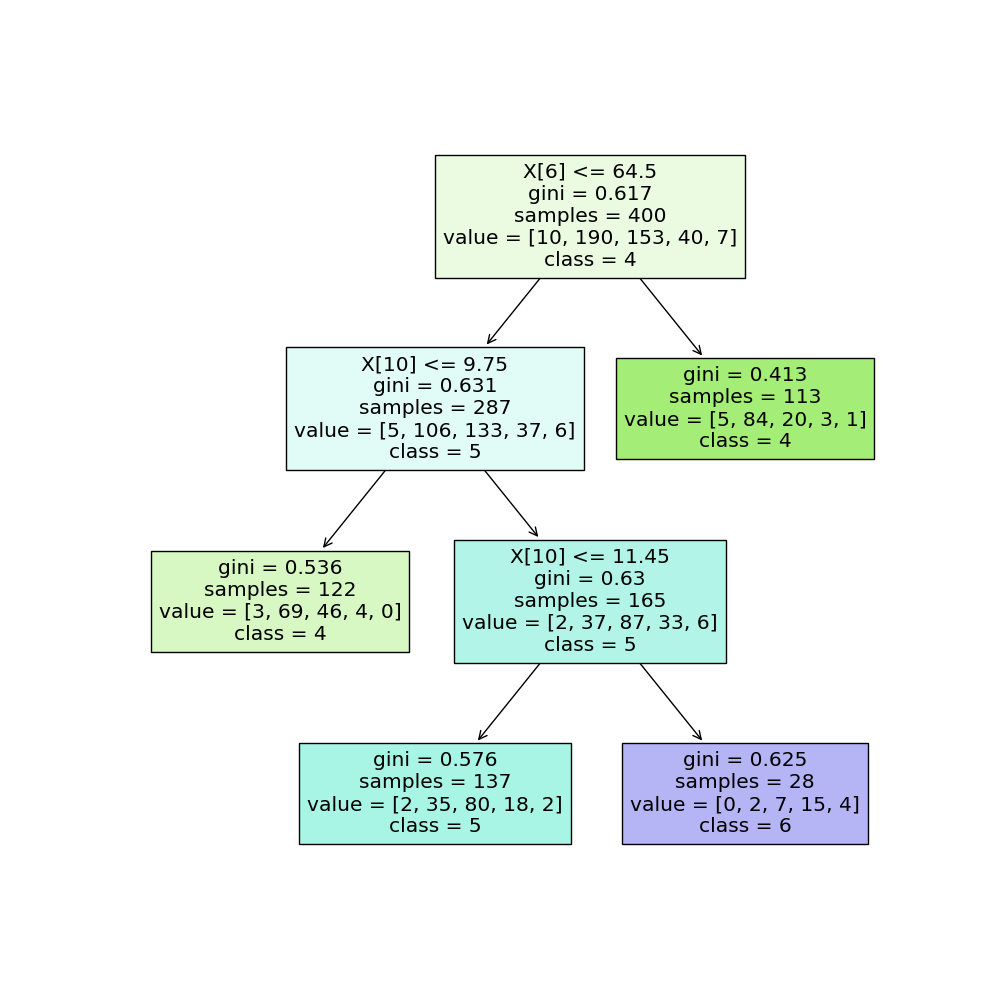 X[6] <= 64.5
gini = 0.617
samples = 400
value = [10, 190, 153, 40, 7]
class = 4
X[10] <= 9.75
gini = 0.631
samples = 287
value = [5, 106, 133, 37, 6]
class = 5
gini = 0.413
samples = 113
value = [5, 84, 20, 3, 1]
class = 4
gini = 0.536
samples = 122
value = [3, 69, 46, 4, 0]
class = 4
X[10] <= 11.45
gini = 0.63
samples = 165
value = [2, 37, 87, 33, 6]
class = 5
gini = 0.576
samples = 137
value = [2, 35, 80, 18, 2]
class = 5
gini = 0.625
samples = 28
value = [0, 2, 7, 15, 4]
class = 6